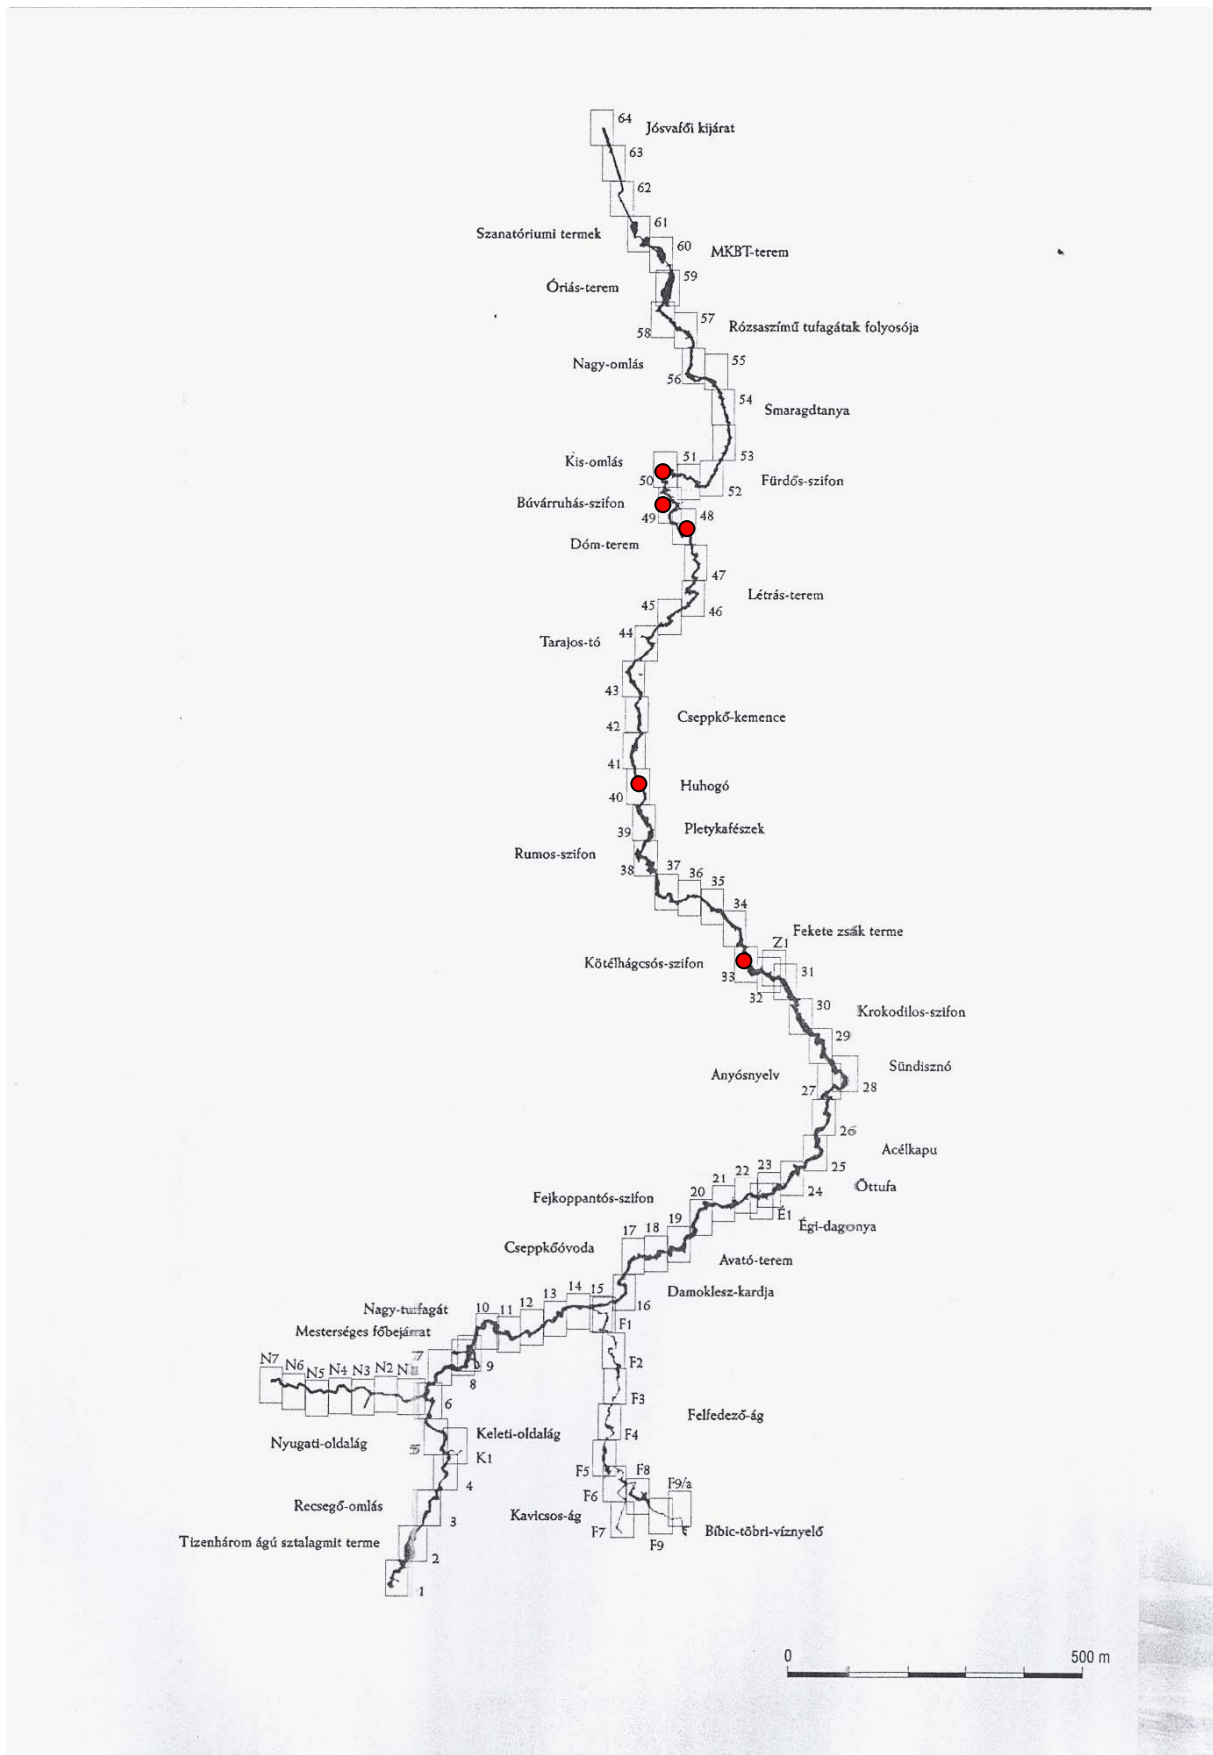 64
Jósvafői kijárat
63
62
61
Szanatóriumi termek
60
MKBT-terem
59
Óriás-terem
57
58
Rózsaszímű tufagátak folyosója
Nagy-omlás
55
56
54
Smaragdtanya
53
Kis-omlás
51
50
52
Fürdős-szifon
Búvárruhás-szifon
49
48
Dóm-terem
47
Létrás-terem
45
46
44
Tarajos-tó
43
42
Cseppkő-kemence
41
Huhogó
40
39
Pletykafészek
Rumos-szifon
38
37
36
35
34
Fekete zsák terme
Z1
Kötélhágcsós-szifon
33
31
32
30
Krokodilos-szifon
29
Sündisznó
Anyósnyelv
27
28
26
Acélkapu
25
23
22
21
24
Öttufa
20
Fejkoppantós-szifon
É1
Égi-dagonya
19
18
17
Cseppkőóvoda
Avató-terem
Damoklesz-kardja
16
15
14
13
12
11
10
Nagy-tufagát
F1
Mesterséges főbejárat
7
9
8
F2
N7
N6
N5
N4
N3
N2
6
F3
Felfedező-ág
Keleti-oldalág
F4
Nyugati-oldalág
5
K1
F5
F8
4
F9/a
F6
Recsegő-omlás
3
Kavicsos-ág
F7
F9
Bíbic-töbri-víznyelő
Tizenhárom ágú sztalagmit terme
2
1
0
500 m